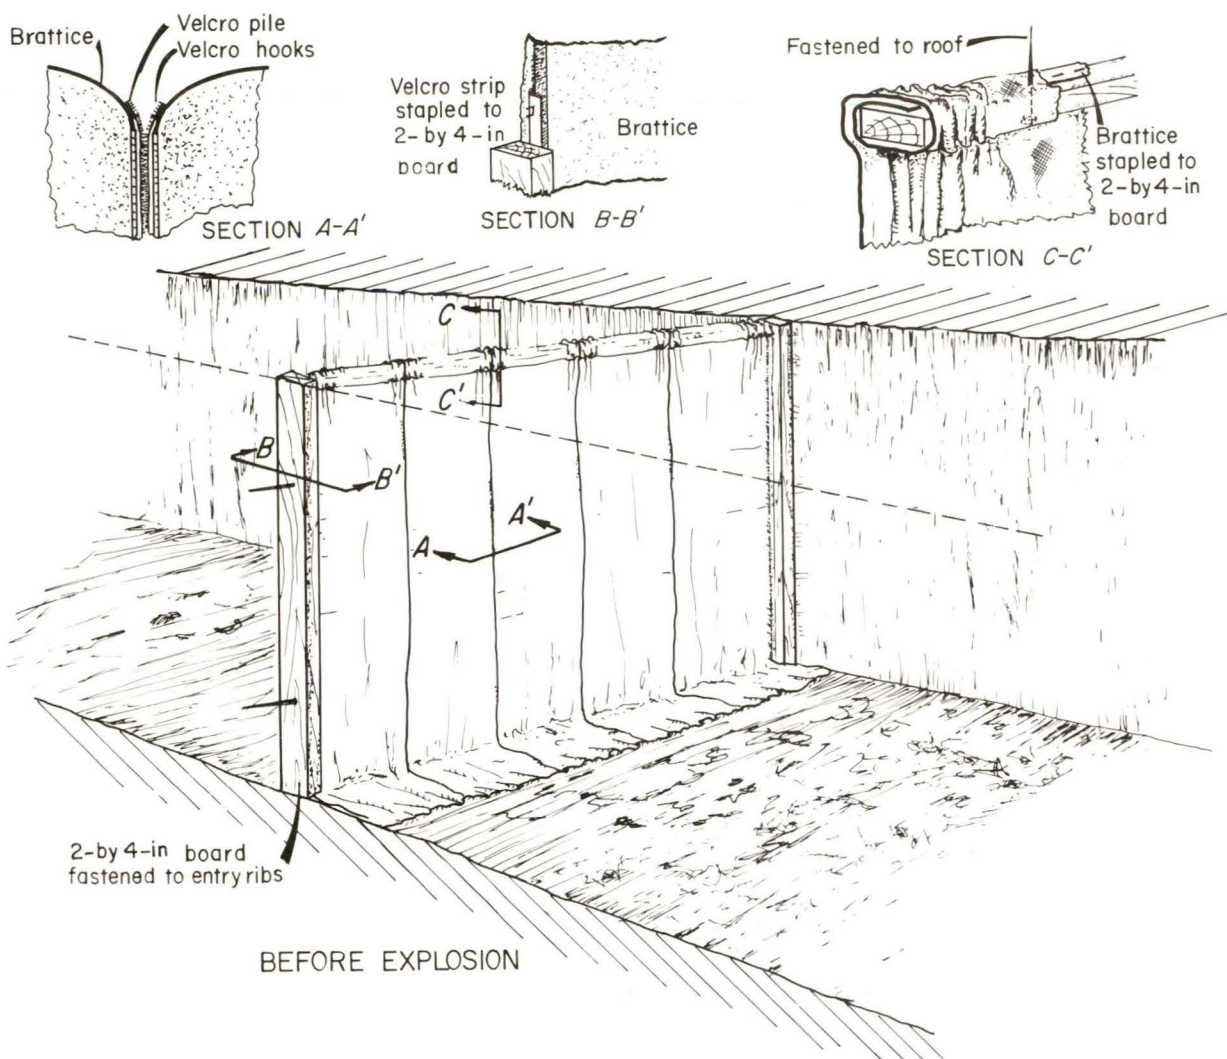 Brattice
Velcro pile
Velcro hooks
SECTION A-A'
Velcro strip
stapled to
2-by 4-in
board
Brattice
SECTION B-B'
Fastened to roof
Brattice
stapled to
2-by 4-in
board
SECTION C-C'
C
C'
B
B'
A'
A
2-by 4-in board
fastened to entry ribs
BEFORE EXPLOSION